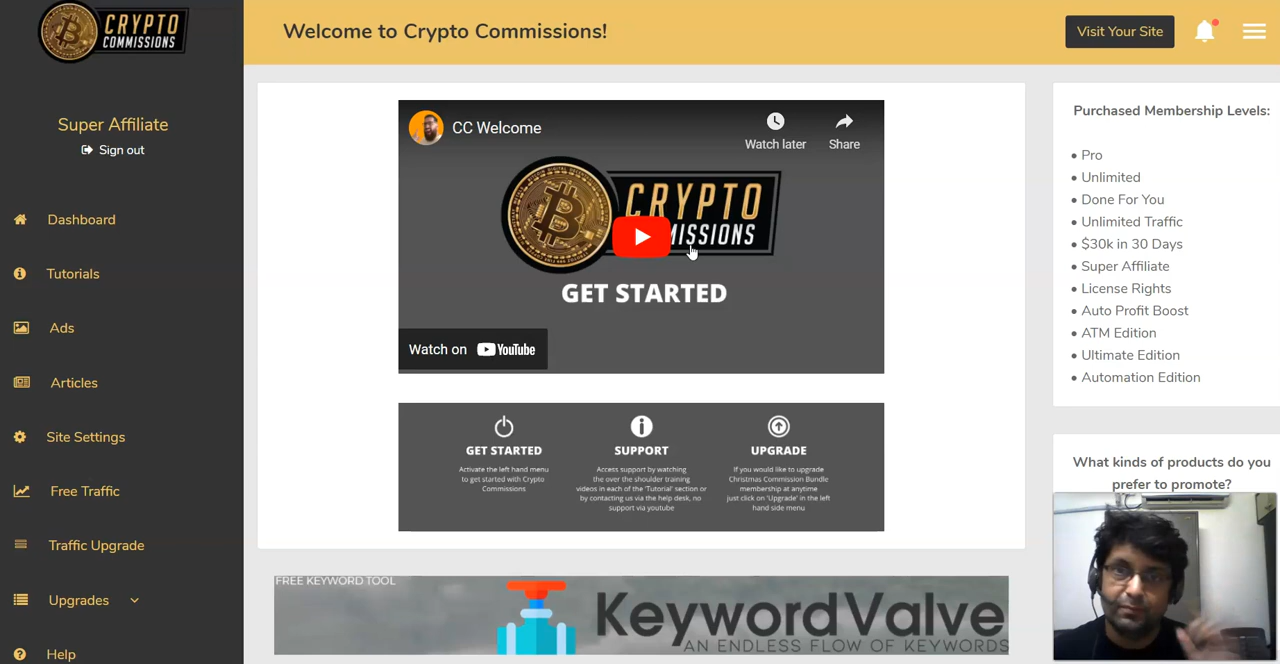 CRYPTO
COMMISSIONS
Welcome to Crypto Commissions!
Visit Your Site
Super Affiliate
Sign out
Dashboard
Tutorials
Ads
Articles
Site Settings
Free Traffic
Traffic Upgrade
Upgrades
Help
CC Welcome
Watch later
Share
CRYPTO
MISSIONS
GET STARTED
Watch on YouTube
GET STARTED
Activate the left hand menu
to get started with Crypto
Commissions
SUPPORT
Access support by watching
the over the shoulder training
videos in each of the 'Tutorial' section or
by contacting us via the help desk, no
support via youtube
UPGRADE
If you would like to upgrade
Christmas Commission Bundle
membership at anytime
just click on 'Upgrade' in the left
hand side menu
FREE KEYWORD TOOL
KeywordValve
AN ENDLESS FLOW OF KEYWORDS
Purchased Membership Levels:
• Pro
• Unlimited
• Done For You
• Unlimited Traffic
• $30k in 30 Days
• Super Affiliate
• License Rights
• Auto Profit Boost
• ATM Edition
• Ultimate Edition
• Automation Edition
What kinds of products do you
prefer to promote?